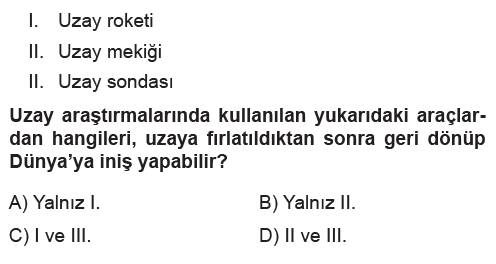 I. Uzay roketi
II. Uzay mekiği
II. Uzay sondası
Uzay araştırmalarında kullanılan yukarıdaki araçlar-
dan hangileri, uzaya fırlatıldıktan sonra geri dönüp
Dünya’ya iniş yapabilir?
A) Yalnız I. B) Yalnız II.
C) I ve III. D) II ve III.